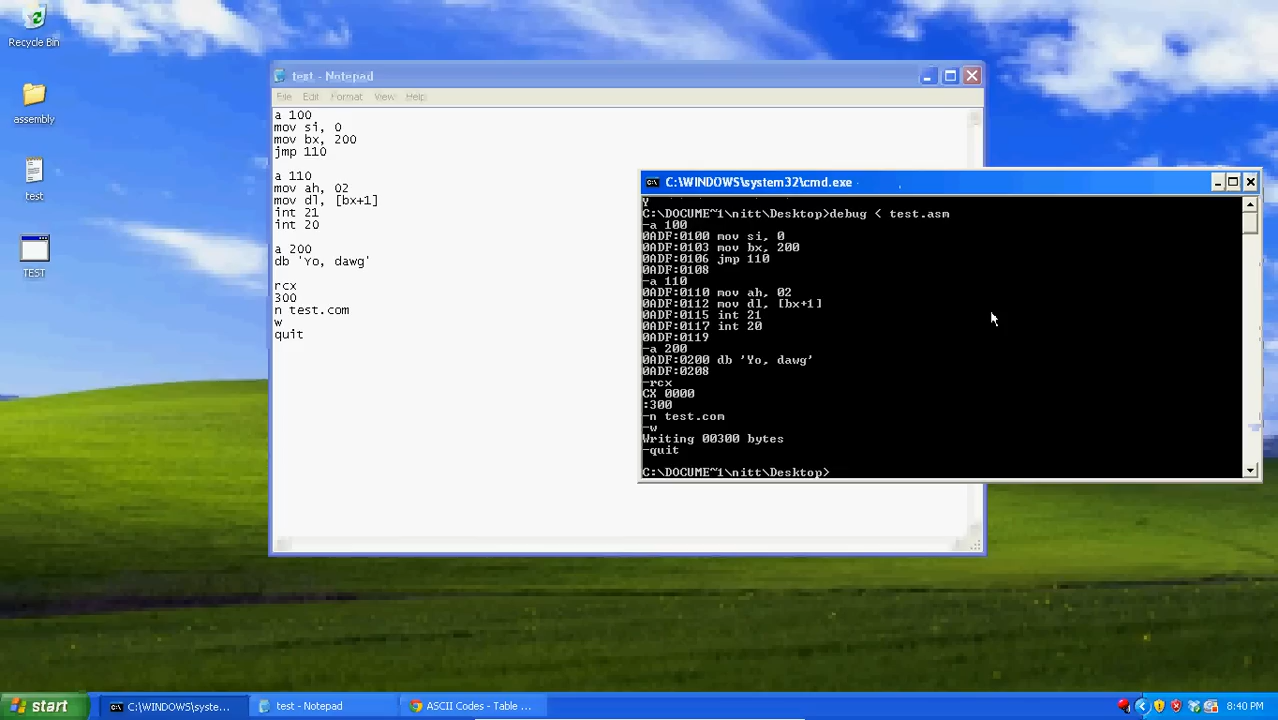 Recycle Bin
assembly
test
TEST
test - Notepad
File Edit Format View Help
a 100
mov si, 0
mov bx, 200
jmp 110
a 110
mov ah, 02
mov dl, [bx+1]
int 21
int 20
a 200
db 'Yo, dawg'
rcx
300
n test.com
w
quit
C:\WINDOWS\system32\cmd.exe
Y
C:\DOCUME~1\nitt\Desktop>debug < test.asm
-a 100
0ADF:0100 mov si, 0
0ADF:0103 mov bx, 200
0ADF:0106 jmp 110
0ADF:0108
-a 110
0ADF:0110 mov ah, 02
0ADF:0112 mov dl, [bx+1]
0ADF:0115 int 21
0ADF:0117 int 20
0ADF:0119
-a 200
0ADF:0200 db 'Yo, dawg'
0ADF:0208
-rcx
CX 0000
:300
-n test.com
-w
Writing 00300 bytes
-quit
C:\DOCUME~1\nitt\Desktop>
start
C:\WINDOWS\syste...
test - Notepad
ASCII Codes - Table ...
8:40 PM